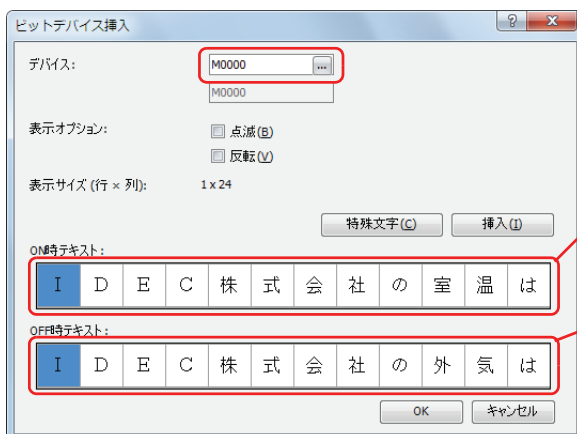 ビットデバイス挿入
デバイス: M0000 ...
M0000
表示オプション: 点滅(B)
反転(V)
表示サイズ (行 × 列): 1 x 24
特殊文字(C) 挿入(I)
ON時テキスト:
I D E C 株 式 会 社 の 室 温 は
OFF時テキスト:
I D E C 株 式 会 社 の 外 気 は
OK キャンセル